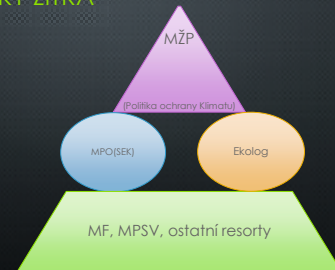 MŽP
(Politika ochrany Klimatu)
MPO(SEK)
Ekolog
MF, MPSV, ostatní resorty